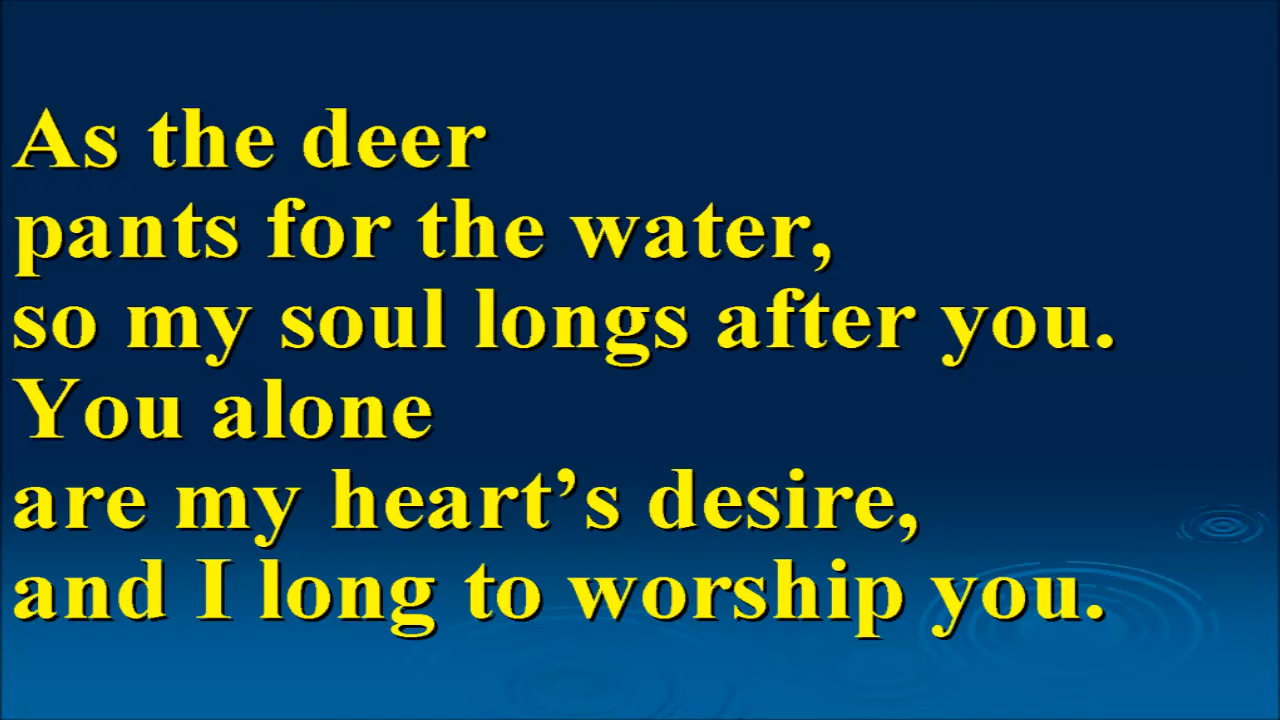 As the deer
pants for the water,
so my soul longs after you.
You alone
are my heart’s desire,
and I long to worship you.